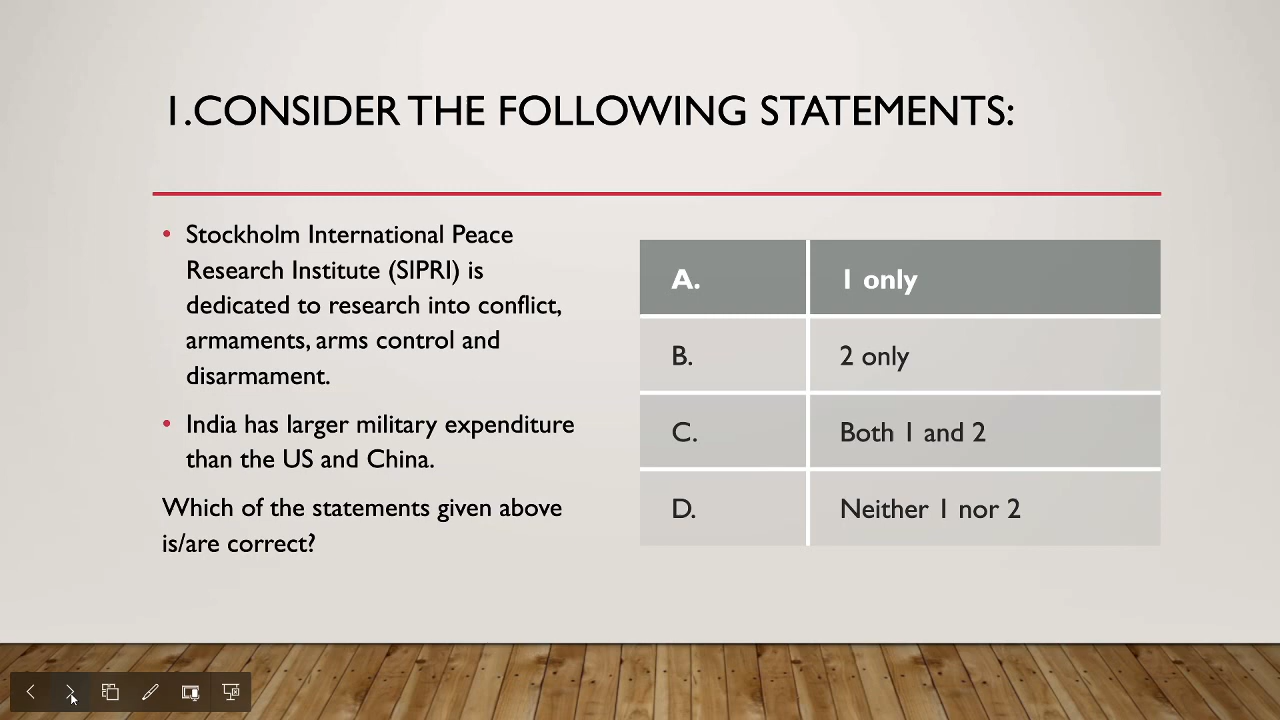 1.CONSIDER THE FOLLOWING STATEMENTS:
• Stockholm International Peace
Research Institute (SIPRI) is
dedicated to research into conflict,
armaments, arms control and
disarmament.
• India has larger military expenditure
than the US and China.
Which of the statements given above
is/are correct?
A. 1 only
B. 2 only
C. Both 1 and 2
D. Neither 1 nor 2